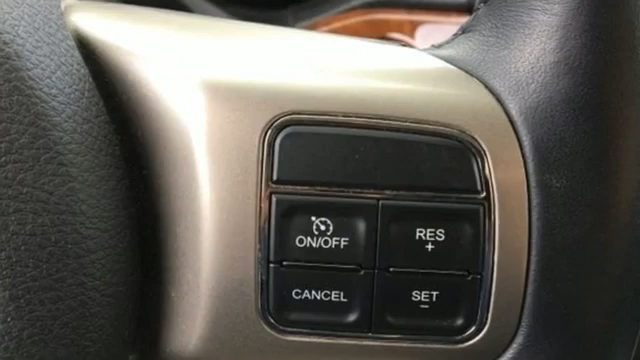 ON/OFF
RES
+
CANCEL
SET
–